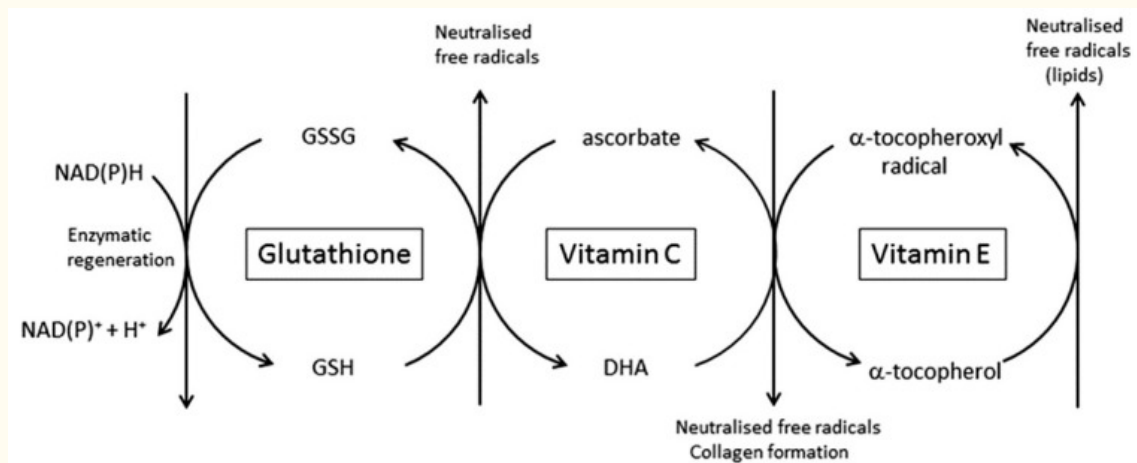 Neutralised
free radicals
Neutralised
free radicals
(lipids)
GSSG
ascorbate
α-tocopheroxyl
radical
NAD(P)H
Enzymatic
regeneration
Glutathione
Vitamin C
Vitamin E
NAD(P)⁺ + H⁺
GSH
DHA
α-tocopherol
Neutralised free radicals
Collagen formation